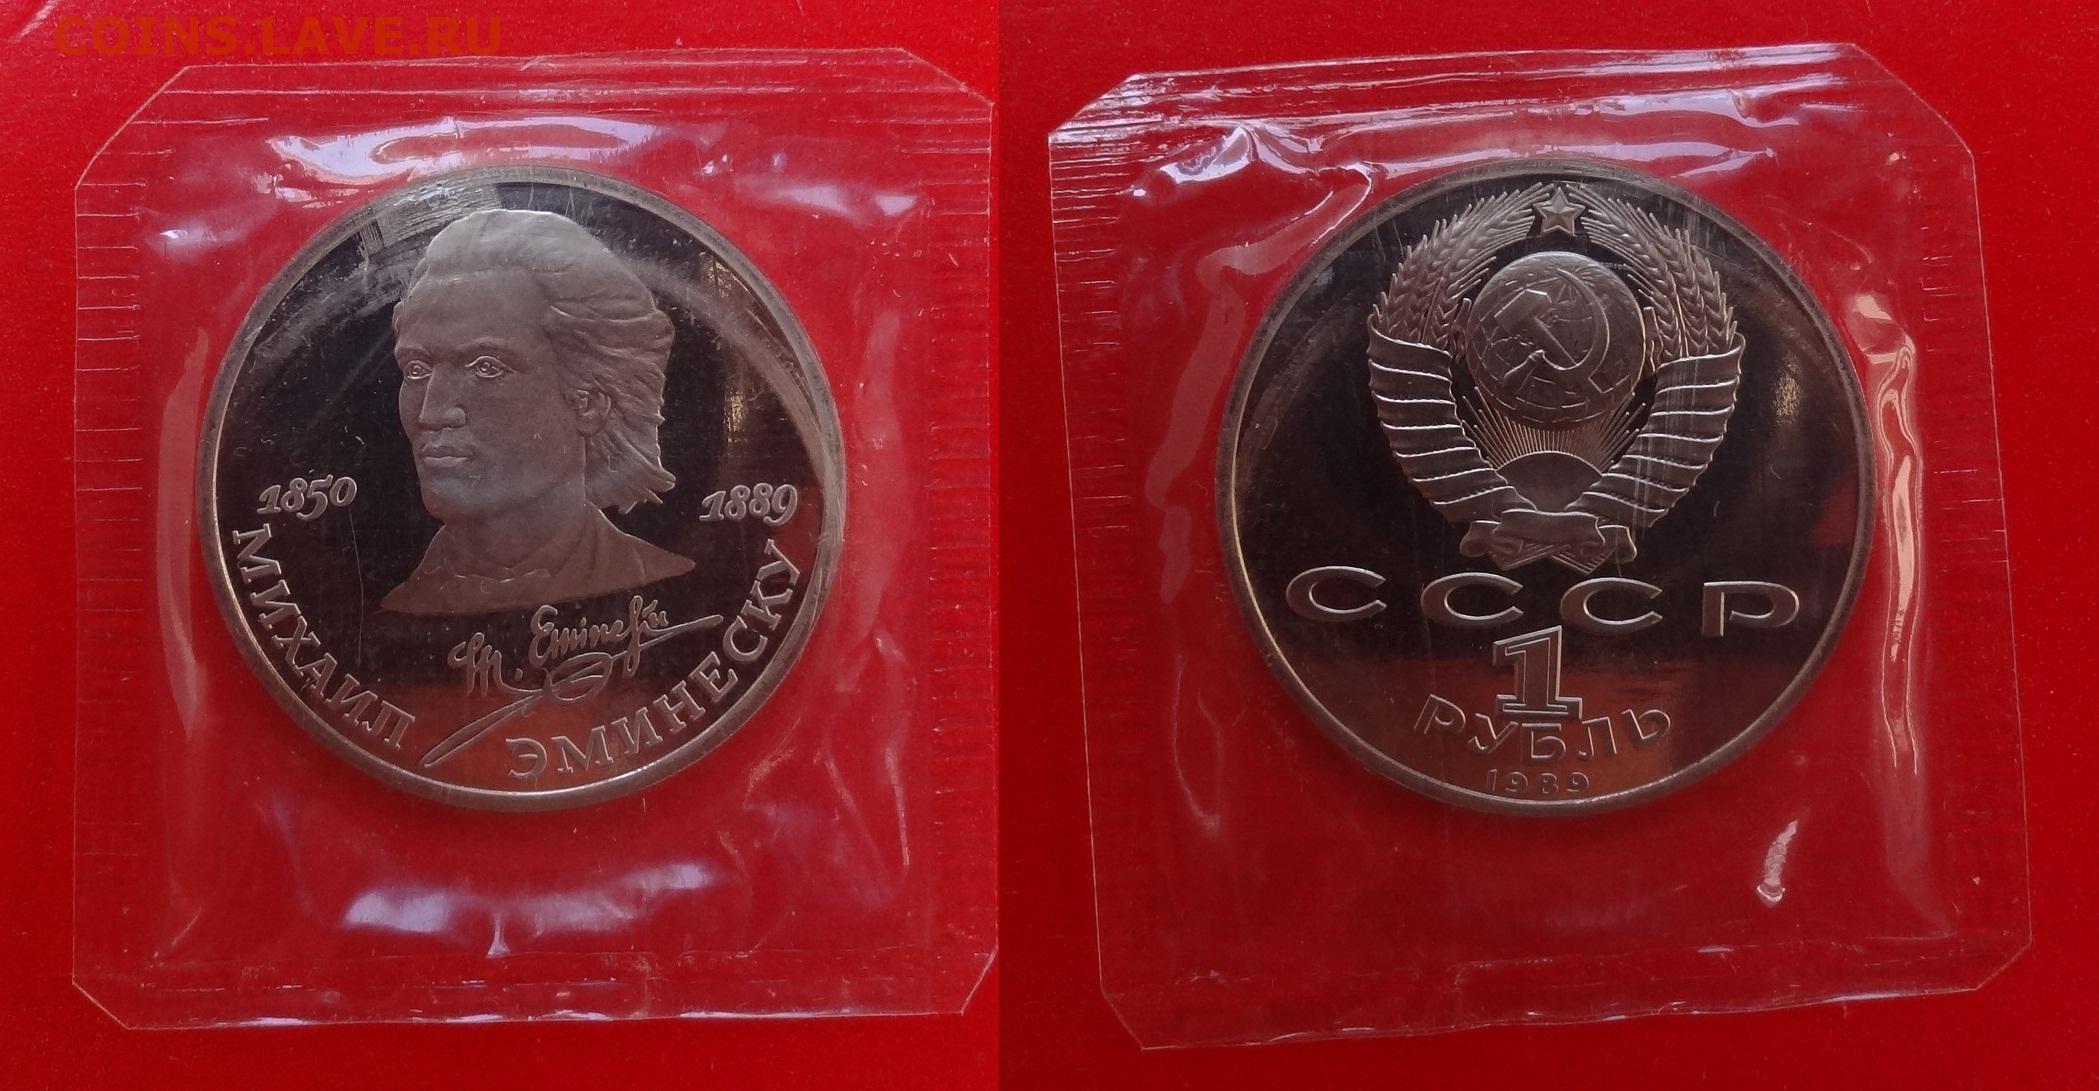 COINS.LAVE.RU
1850
1889
МИХАИЛ ЭМИНЕСКУ
M. Eminescu
СССР
1
РУБЛЬ
1989